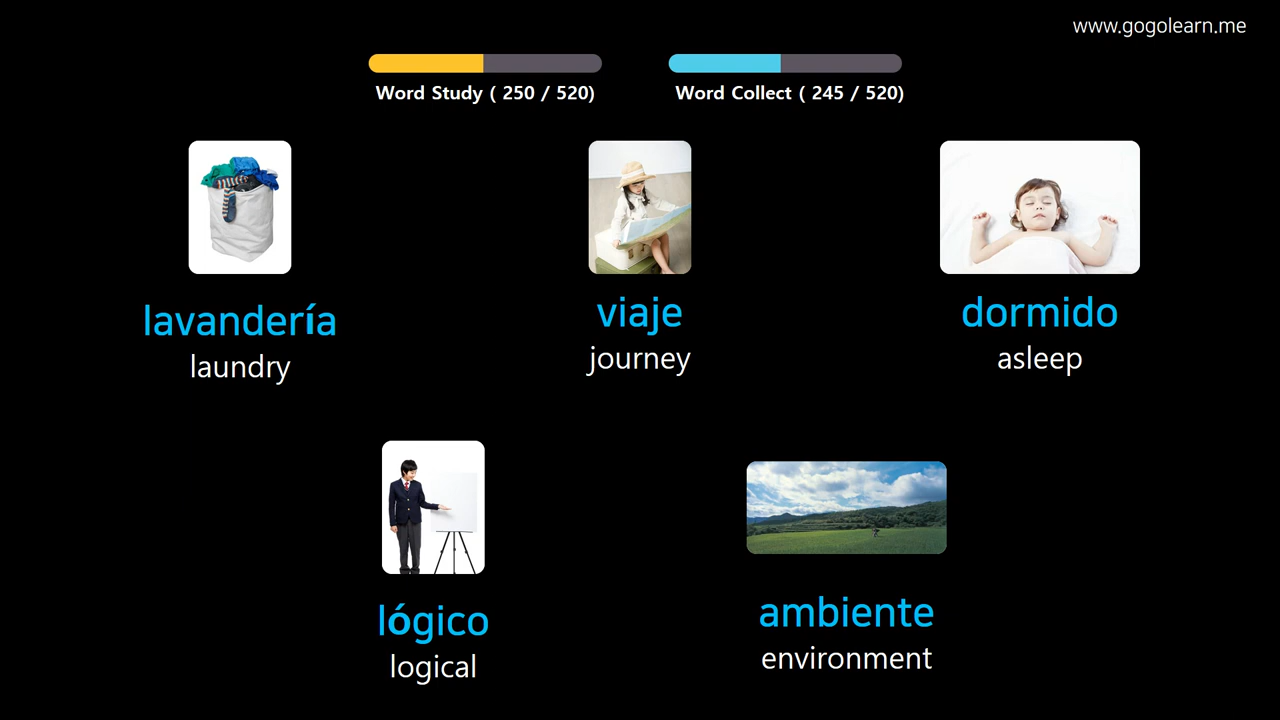 www.gogolearn.me
Word Study ( 250 / 520)
Word Collect ( 245 / 520)
lavandería
laundry
viaje
journey
dormido
asleep
lógico
logical
ambiente
environment